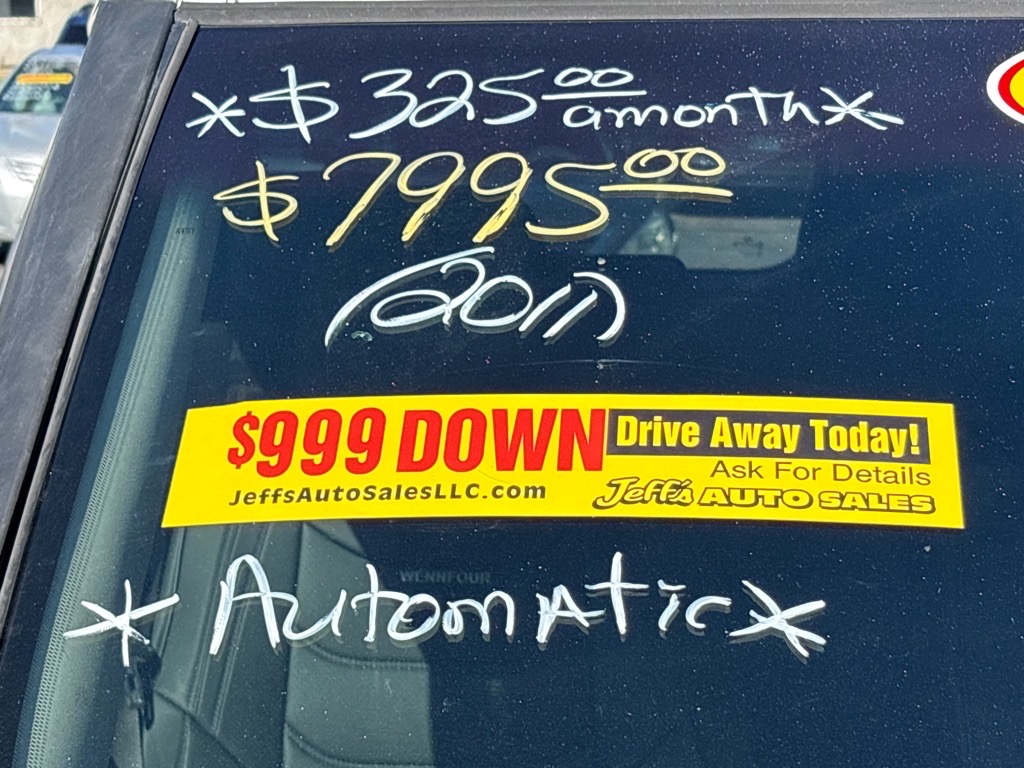 *$325.00 a month*
$7995.00
(2011)
$999 DOWN Drive Away Today!
Ask For Details
JeffsAutoSalesLLC.com Jeff's AUTO SALES
WENNFOUR
*Automatic*